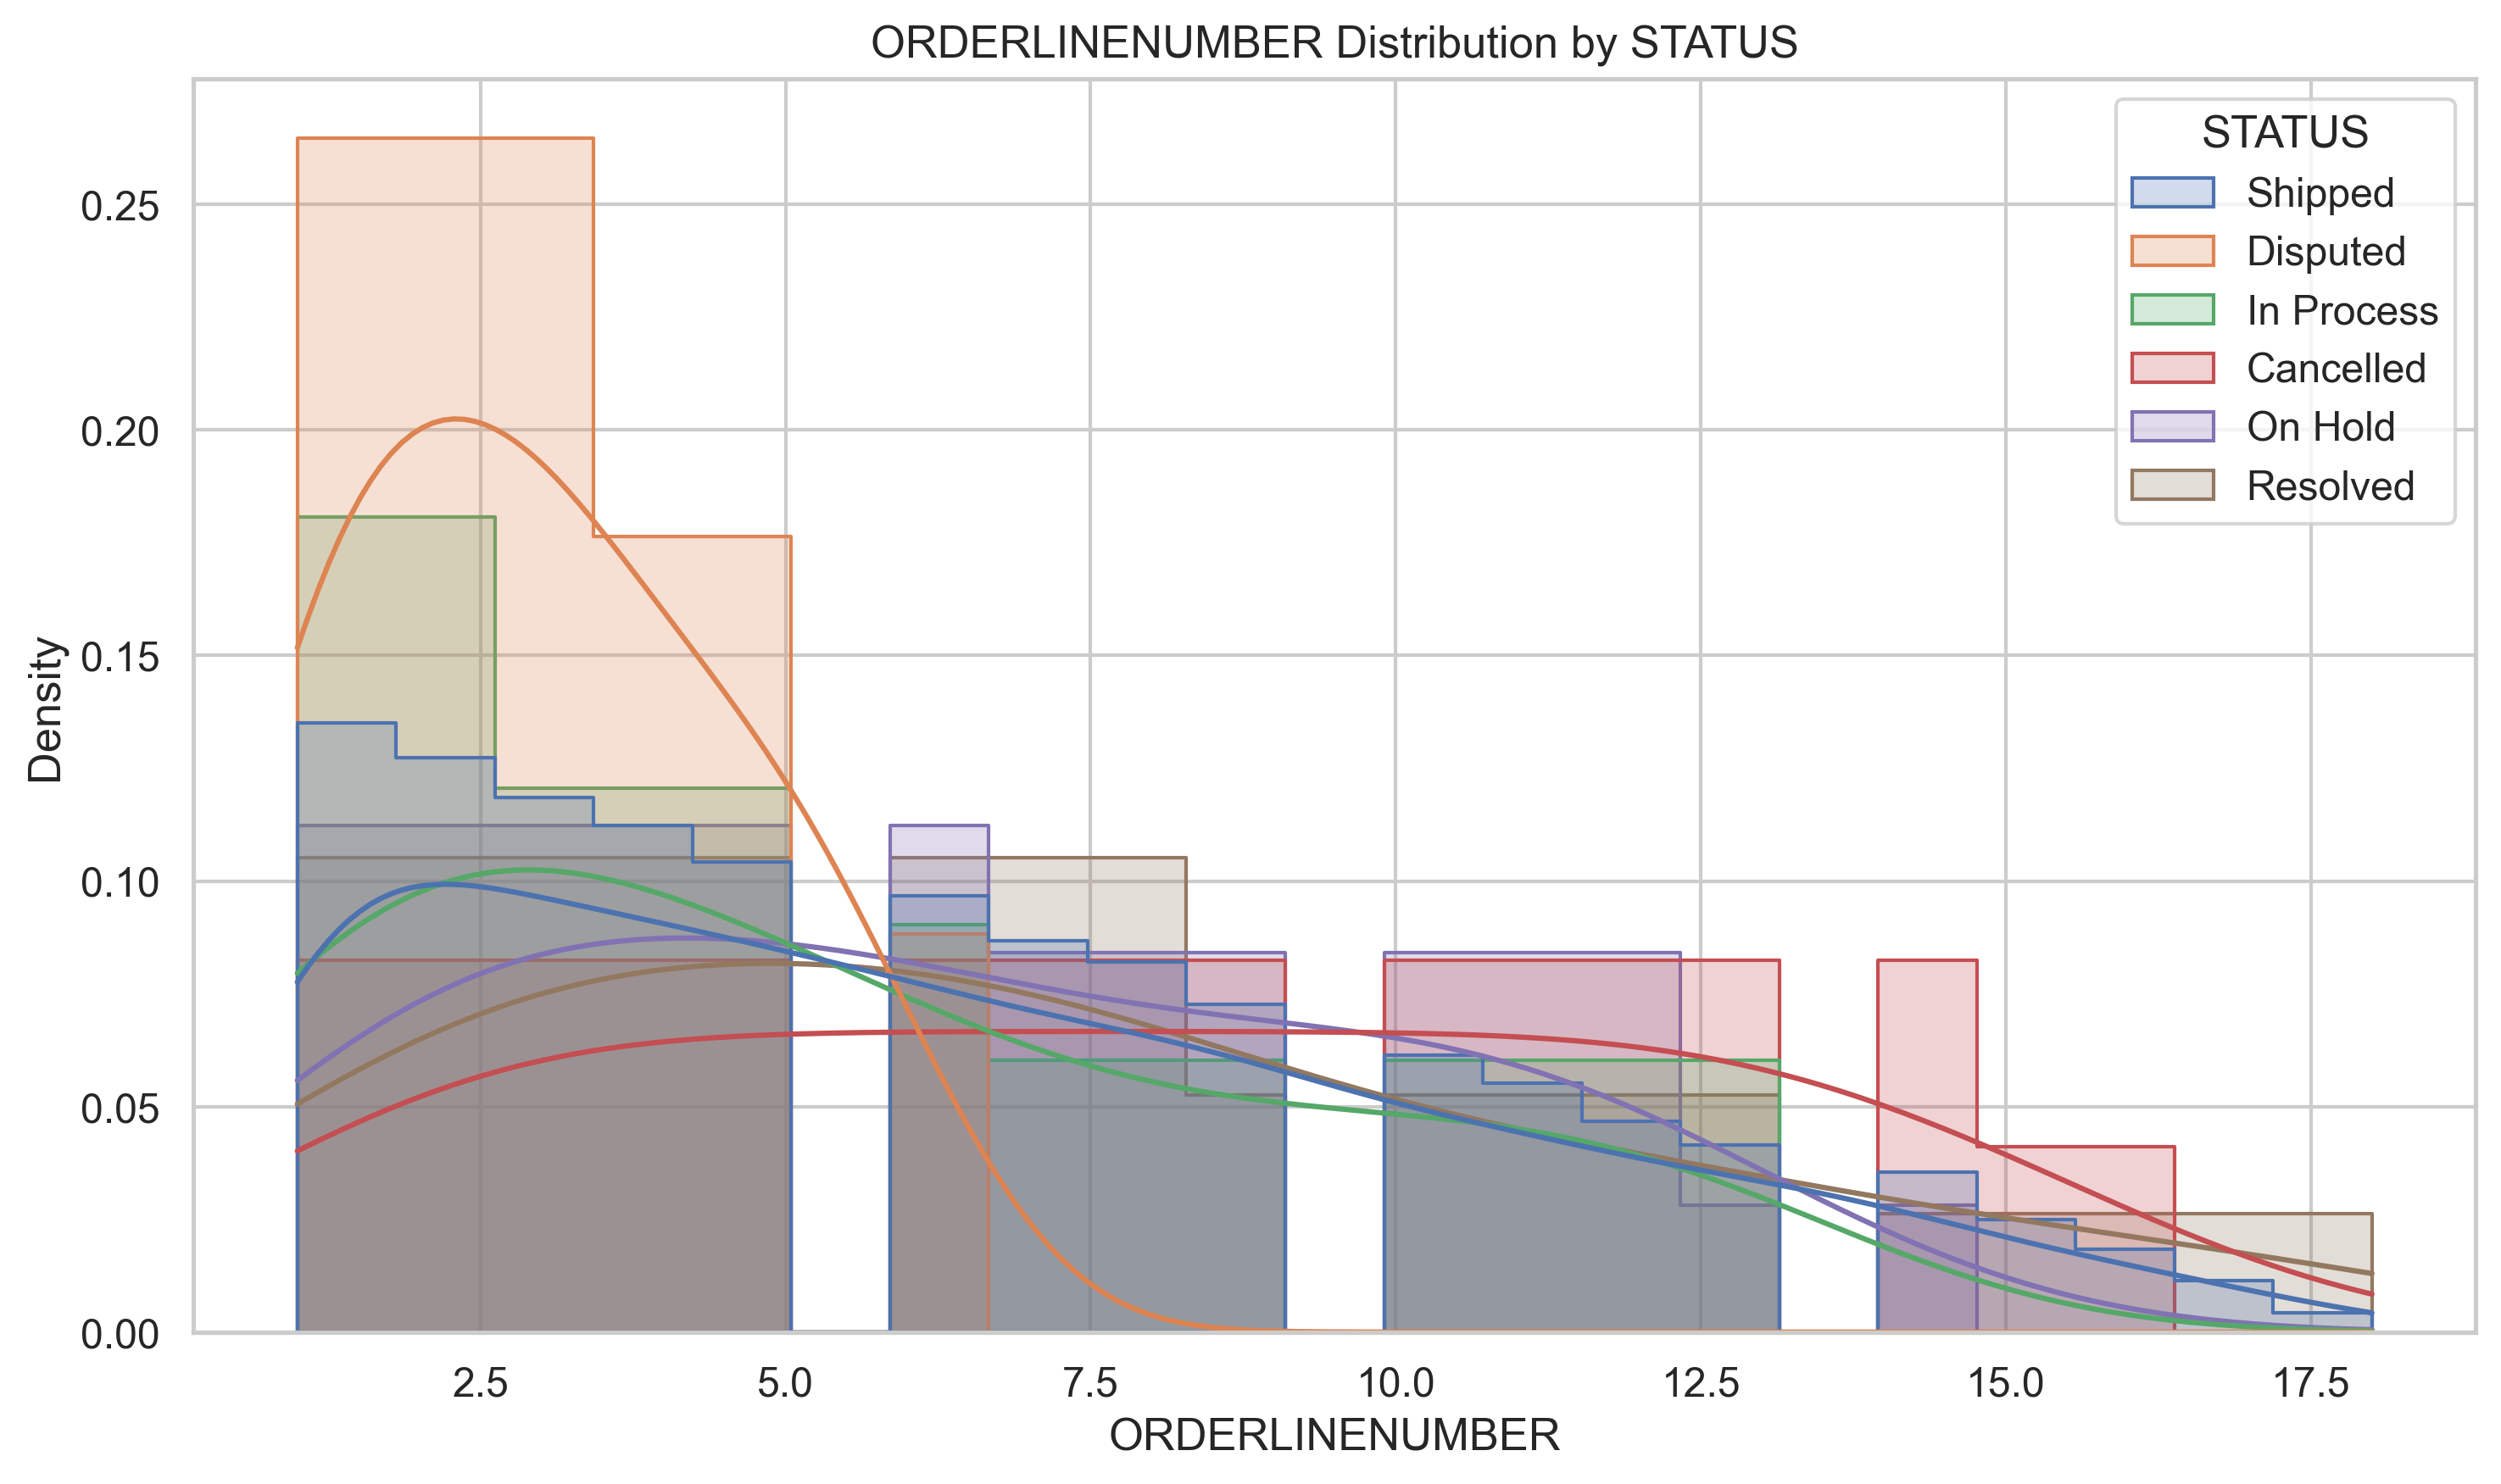 ORDERLINENUMBER Distribution by STATUS
STATUS
Shipped
Disputed
In Process
Cancelled
On Hold
Resolved
Density
0.25
0.20
0.15
0.10
0.05
0.00
2.5 5.0 7.5 10.0 12.5 15.0 17.5
ORDERLINENUMBER